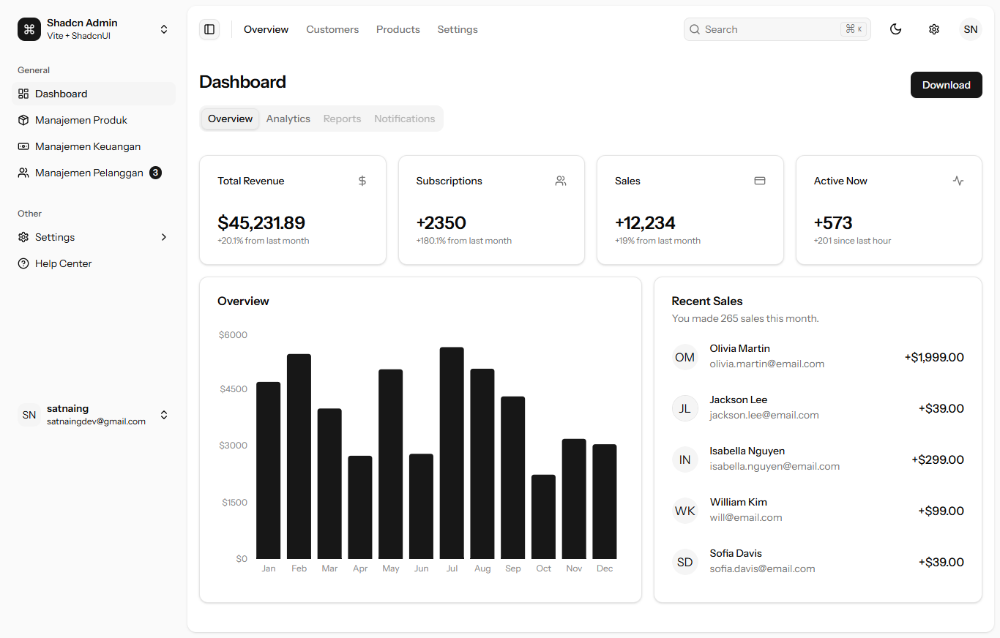 Shadcn Admin
Vite + ShadcnUI
General
Dashboard
Manajemen Produk
Manajemen Keuangan
Manajemen Pelanggan 3
Other
Settings
Help Center
SN
satnaing
satnaingdev@gmail.com
Overview Customers Products Settings
Search ⌘ K
SN
Dashboard
Download
Overview Analytics Reports Notifications
Total Revenue
$45,231.89
+20.1% from last month
Subscriptions
+2350
+180.1% from last month
Sales
+12,234
+19% from last month
Active Now
+573
+201 since last hour
Overview
$6000
$4500
$3000
$1500
$0
Jan Feb Mar Apr May Jun Jul Aug Sep Oct Nov Dec
Recent Sales
You made 265 sales this month.
OM
Olivia Martin
olivia.martin@email.com
+$1,999.00
JL
Jackson Lee
jackson.lee@email.com
+$39.00
IN
Isabella Nguyen
isabella.nguyen@email.com
+$299.00
WK
William Kim
will@email.com
+$99.00
SD
Sofia Davis
sofia.davis@email.com
+$39.00